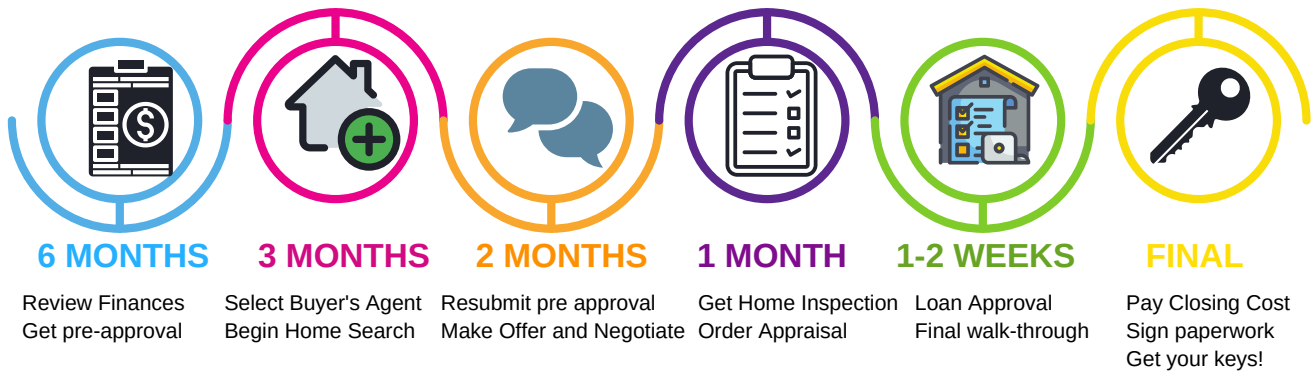 6 MONTHS
Review Finances
Get pre-approval
3 MONTHS
Select Buyer's Agent
Begin Home Search
2 MONTHS
Resubmit pre approval
Make Offer and Negotiate
1 MONTH
Get Home Inspection
Order Appraisal
1-2 WEEKS
Loan Approval
Final walk-through
FINAL
Pay Closing Cost
Sign paperwork
Get your keys!